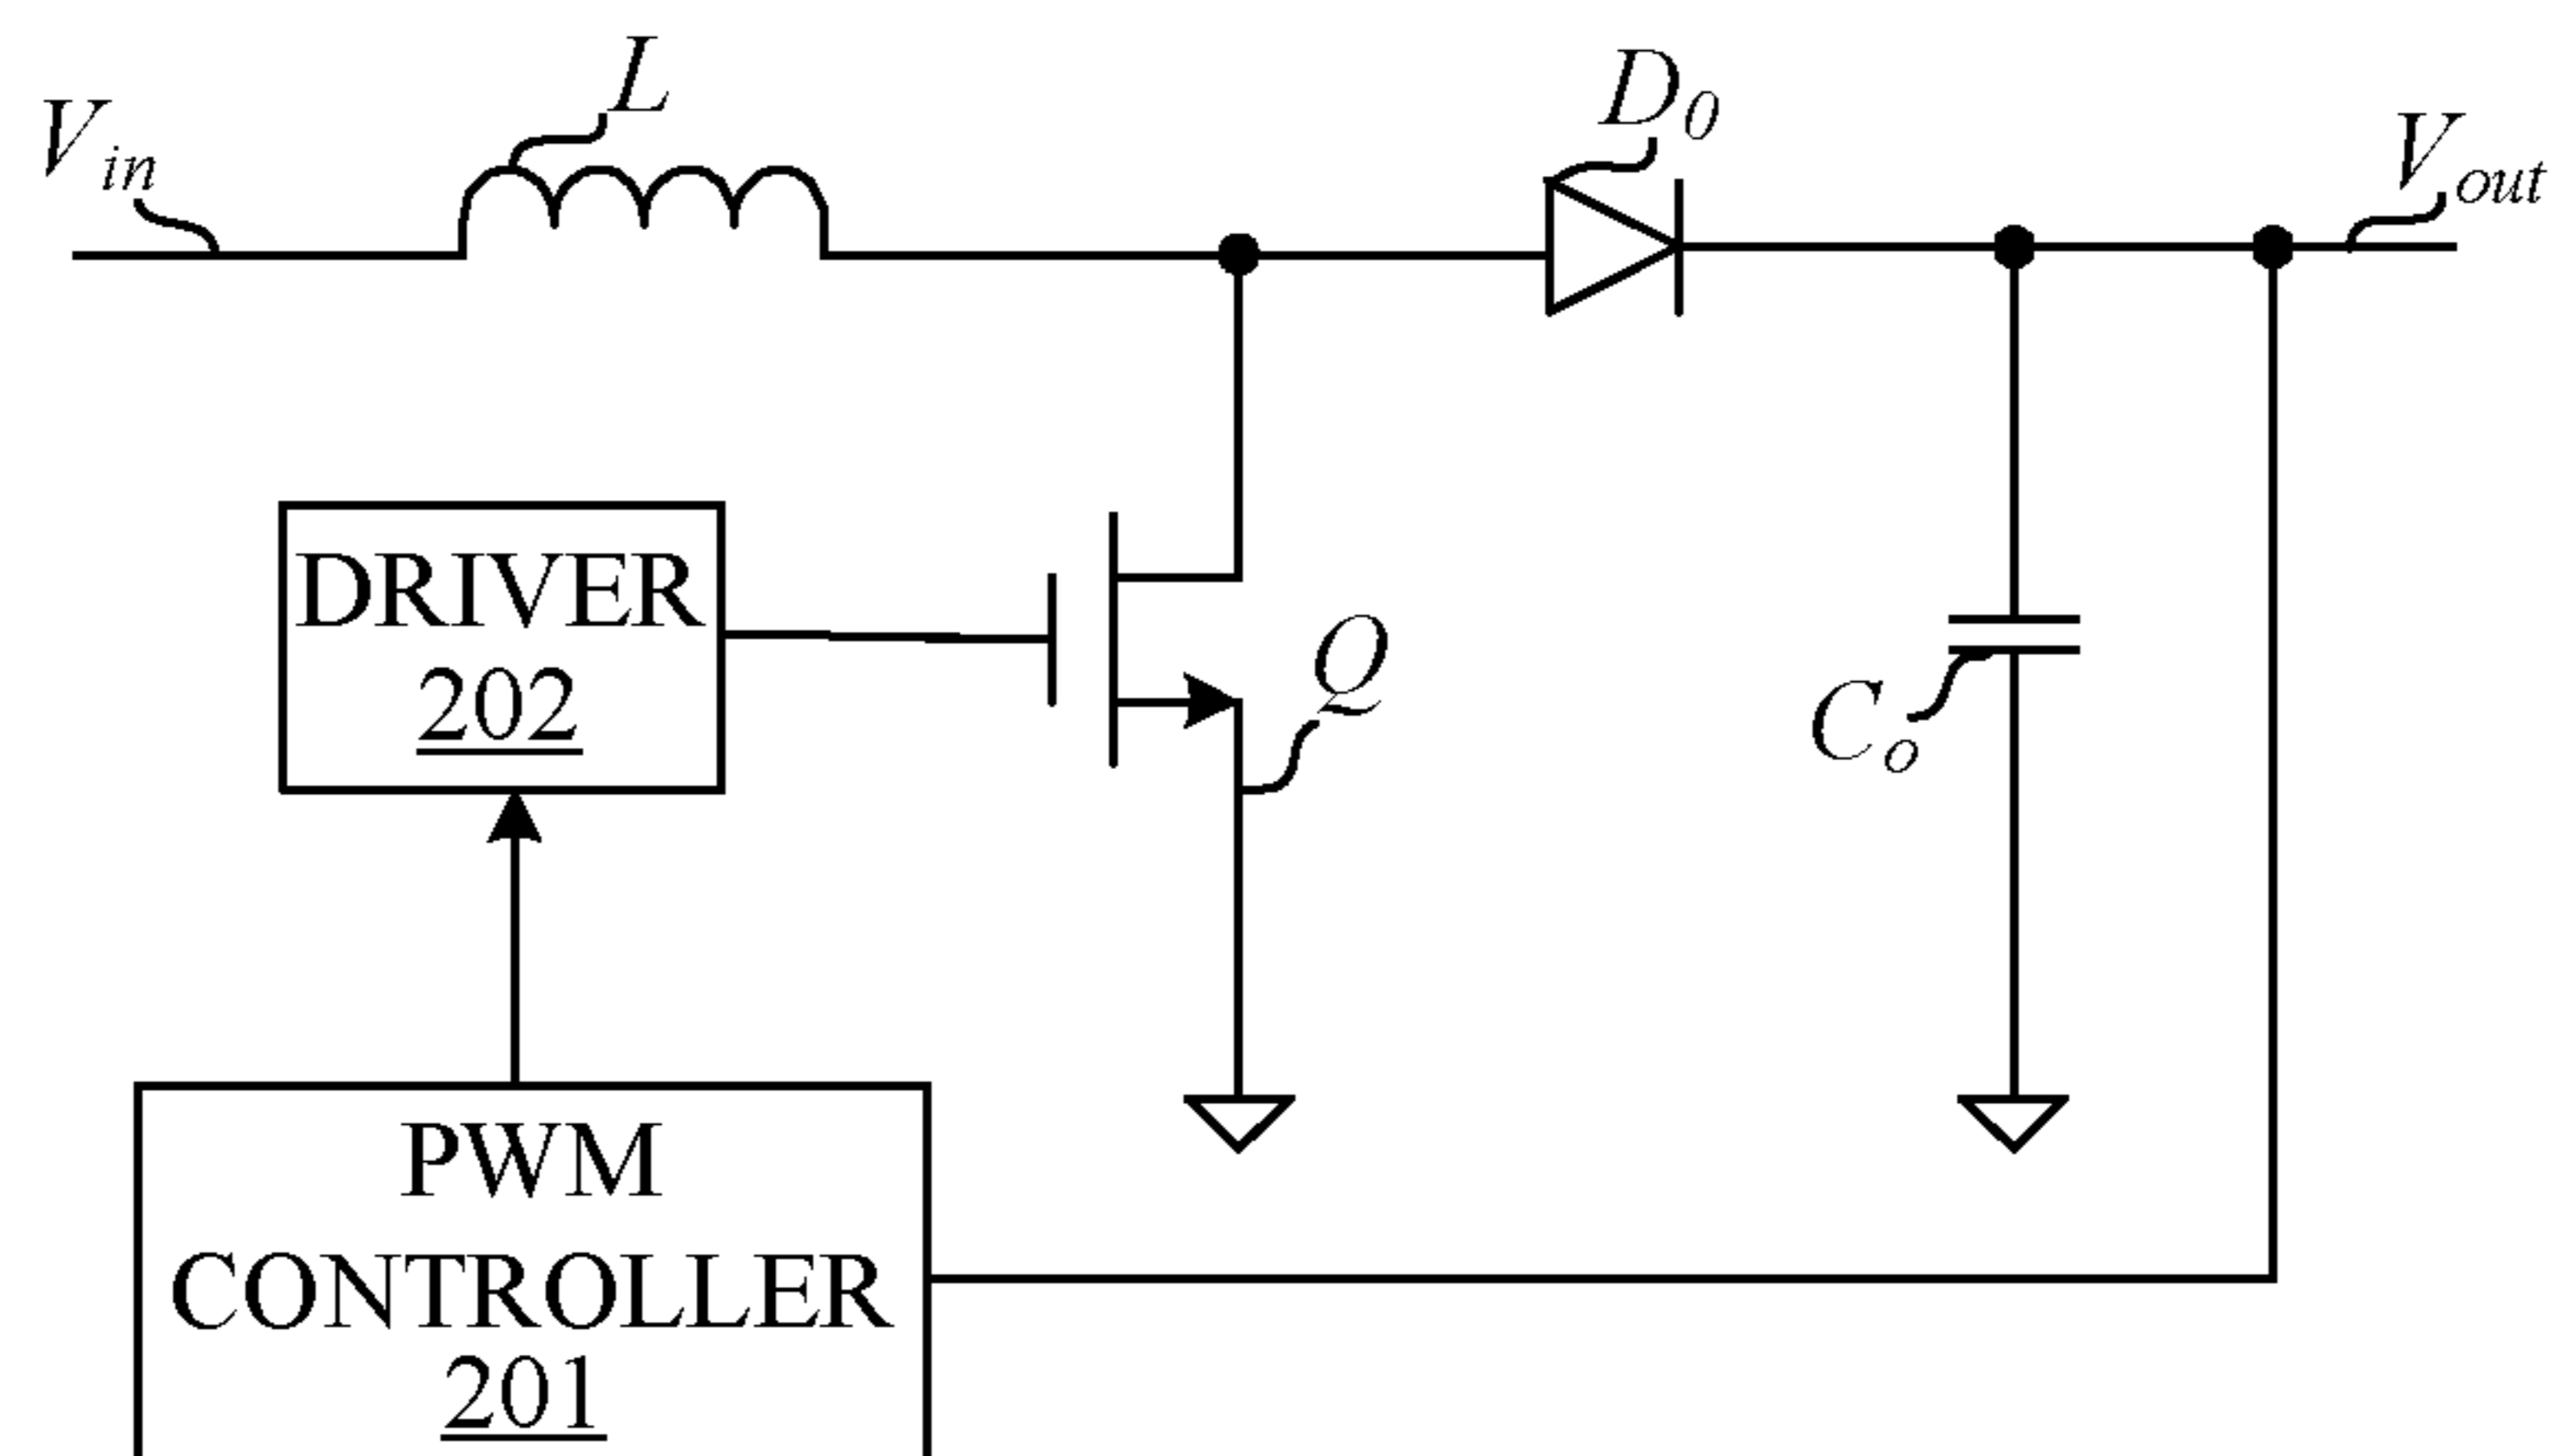 L
D0
Vin
Vout
DRIVER
202
Q
Co
PWM
CONTROLLER
201